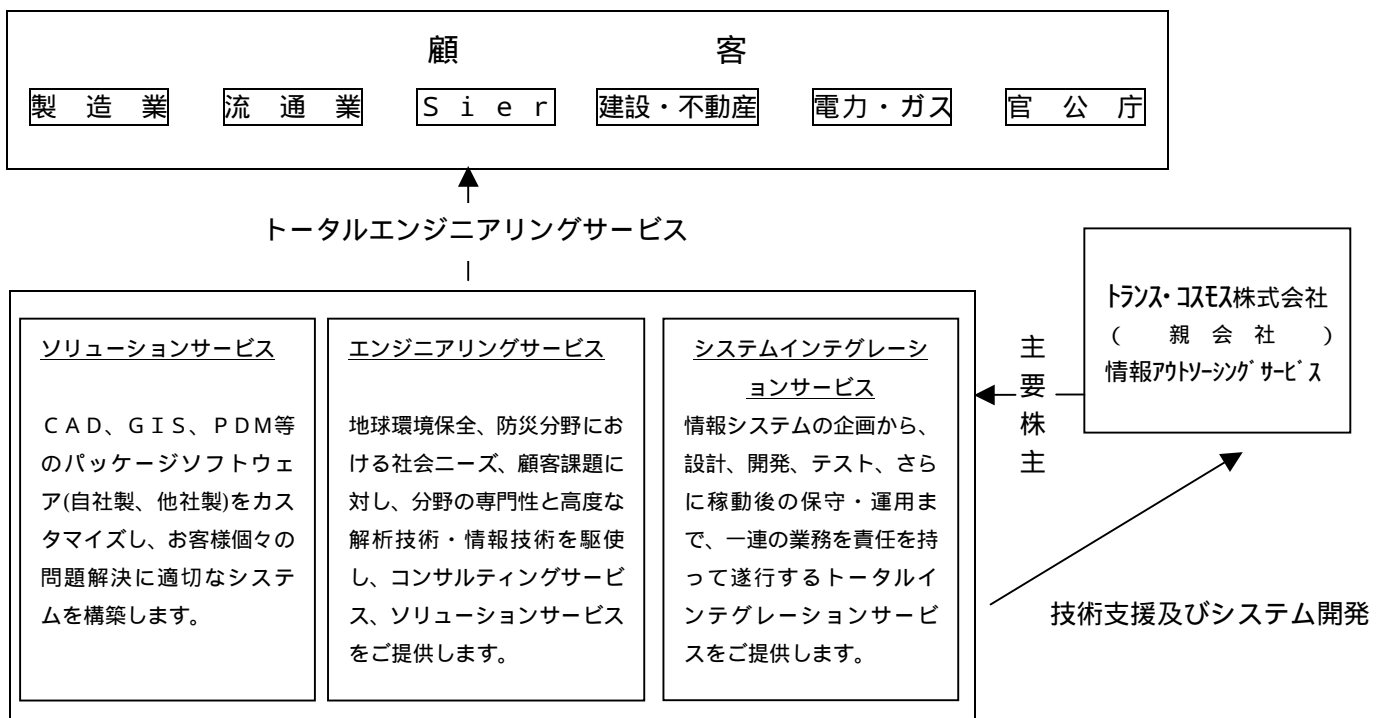 顧 客
製 造 業 流 通 業 Ｓ ｉ ｅ ｒ 建設・不動産 電力・ガス 官 公 庁
トータルエンジニアリングサービス
ソリューションサービス
ＣＡＤ、ＧＩＳ、ＰＤＭ等
のパッケージソフトウェ
ア(自社製、他社製)をカス
タマイズし、お客様個々の
問題解決に適切なシステ
ムを構築します。
エンジニアリングサービス
地球環境保全、防災分野にお
ける社会ニーズ、顧客課題に
対し、分野の専門性と高度な
解析技術・情報技術を駆使
し、コンサルティングサービ
ス、ソリューションサービス
をご提供します。
システムインテグレーシ
ョンサービス
情報システムの企画から、
設計、開発、テスト、さら
に稼動後の保守・運用ま
で、一連の業務を責任を持
って遂行するトータルイ
ンテグレーションサービ
スをご提供します。
主要株主
ﾄﾗﾝｽ･ｺｽﾓｽ株式会社
( 親 会 社 )
情報ｱｳﾄｿｰｼﾝｸﾞｻｰﾋﾞｽ
技術支援及びシステム開発